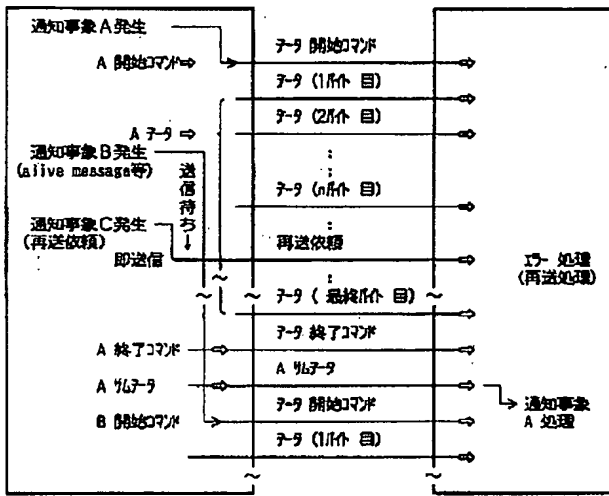 通知事象A発生
データ 開始コマンド
A 開始コマンド⇒
データ (1バイト 目)
データ (2バイト 目)
A データ ⇒
通知事象B発生
(alive message等)
送信待ち
↓
:
:
データ (nバイト 目)
:
通知事象C発生
(再送依頼)
再送依頼
即送信
エラー 処理
(再送処理)
:
データ ( 最終バイト 目)
データ 終了コマンド
A 終了コマンド
A サムデータ
A サムデータ
データ 開始コマンド
通知事象
A 処理
B 開始コマンド
データ (1バイト 目)